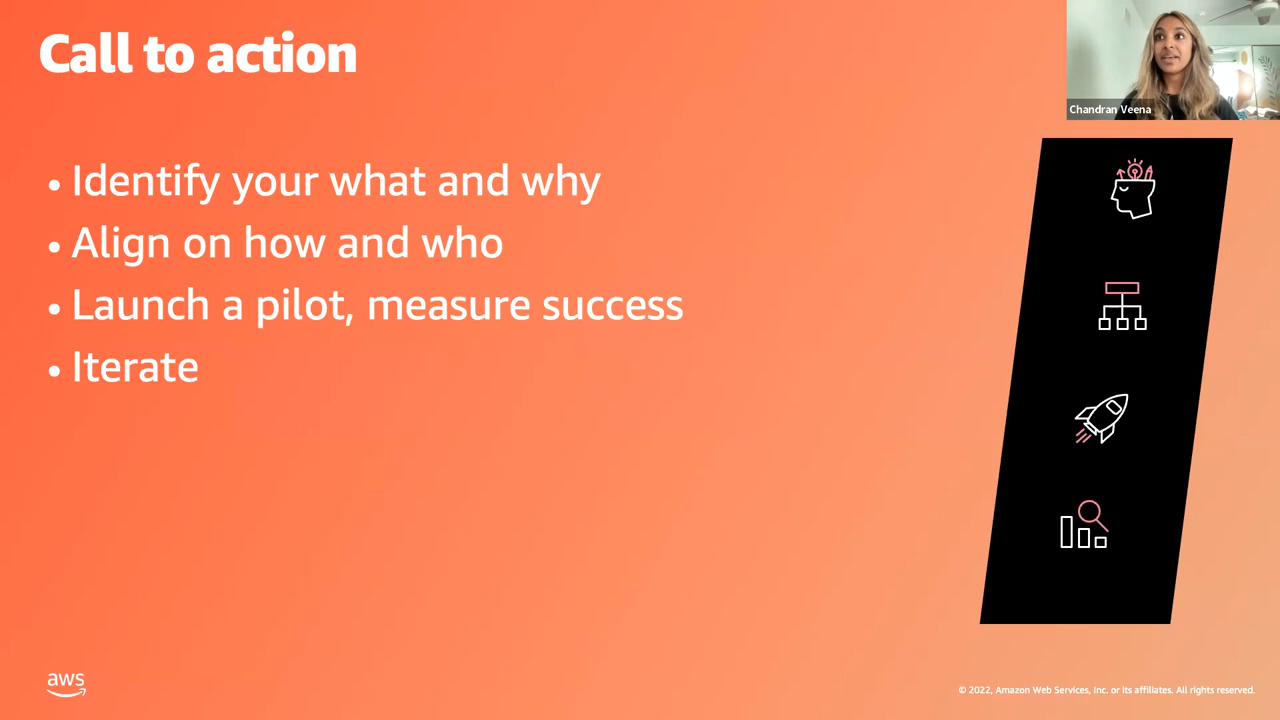 Call to action
Chandran Veena
• Identify your what and why
• Align on how and who
• Launch a pilot, measure success
• Iterate
aws
© 2022, Amazon Web Services, Inc. or its affiliates. All rights reserved.